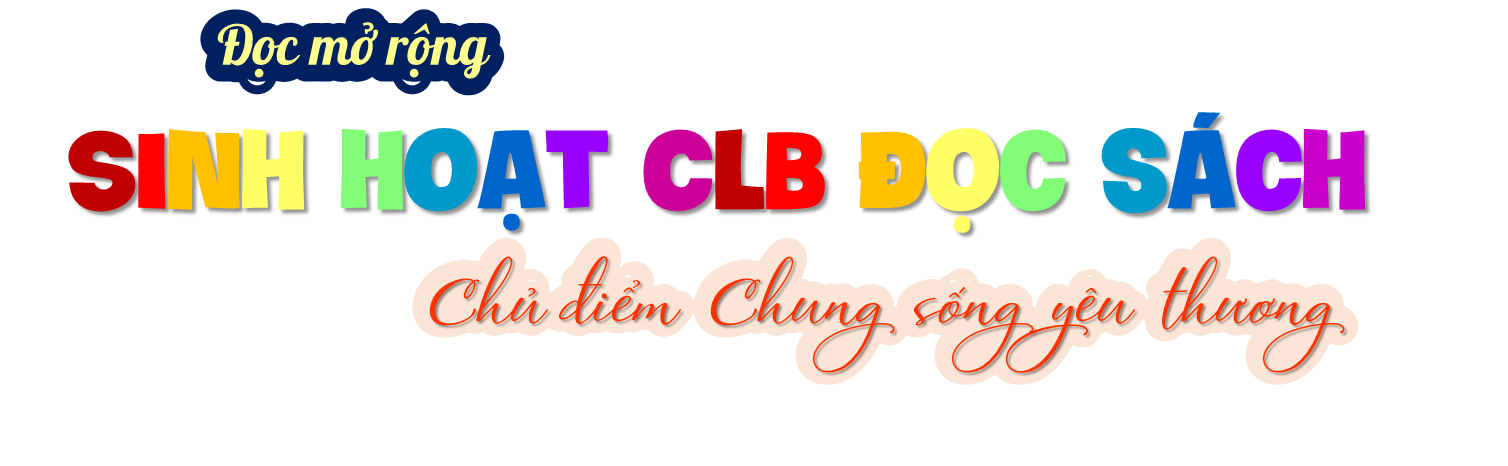 Đọc mở rộng
SINH HOẠT CLB ĐỌC SÁCH
Chủ điểm Chung sống yêu thương